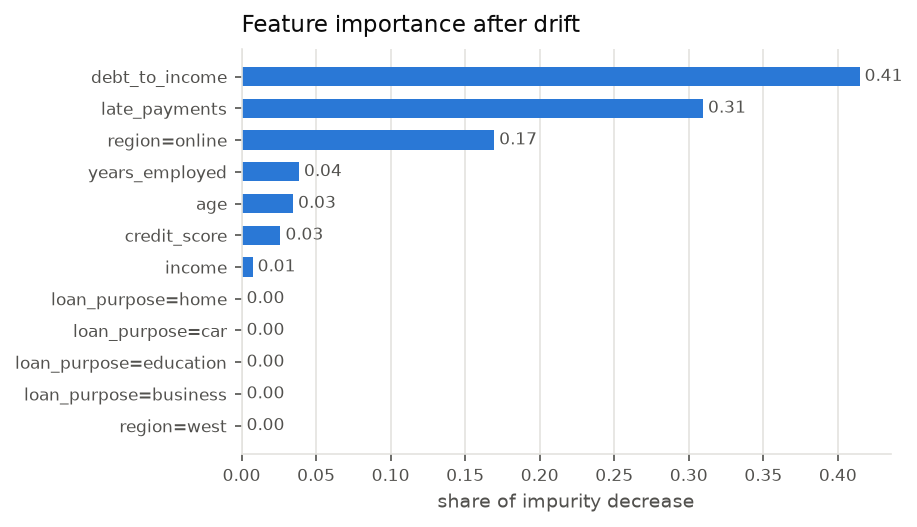 Feature importance after drift
debt_to_income 0.41
late_payments 0.31
region=online 0.17
years_employed 0.04
age 0.03
credit_score 0.03
income 0.01
loan_purpose=home 0.00
loan_purpose=car 0.00
loan_purpose=education 0.00
loan_purpose=business 0.00
region=west 0.00
0.00 0.05 0.10 0.15 0.20 0.25 0.30 0.35 0.40
share of impurity decrease